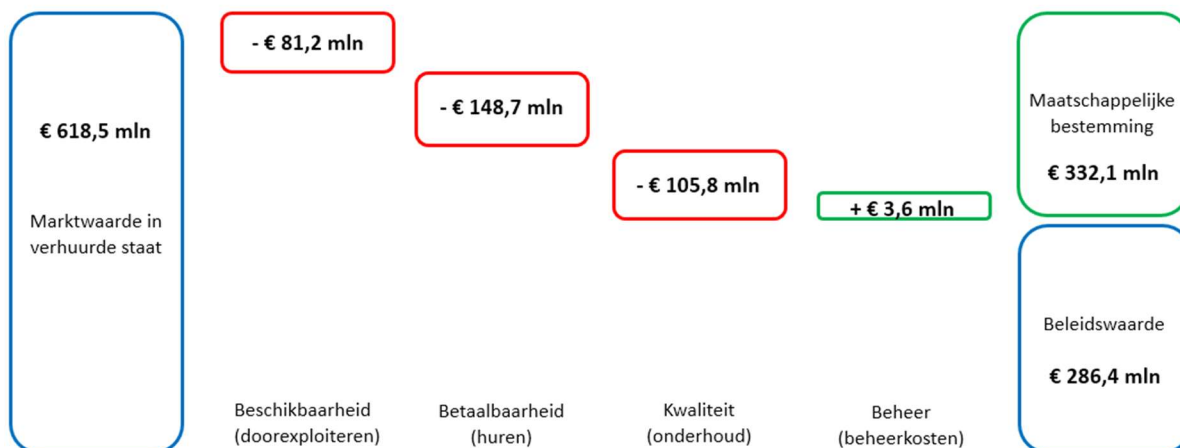 € 618,5 mln
Marktwaarde in
verhuurde staat
- € 81,2 mln
Beschikbaarheid
(doorexploiteren)
- € 148,7 mln
Betaalbaarheid
(huren)
- € 105,8 mln
Kwaliteit
(onderhoud)
+ € 3,6 mln
Beheer
(beheerkosten)
Maatschappelijke
bestemming
€ 332,1 mln
Beleidswaarde
€ 286,4 mln